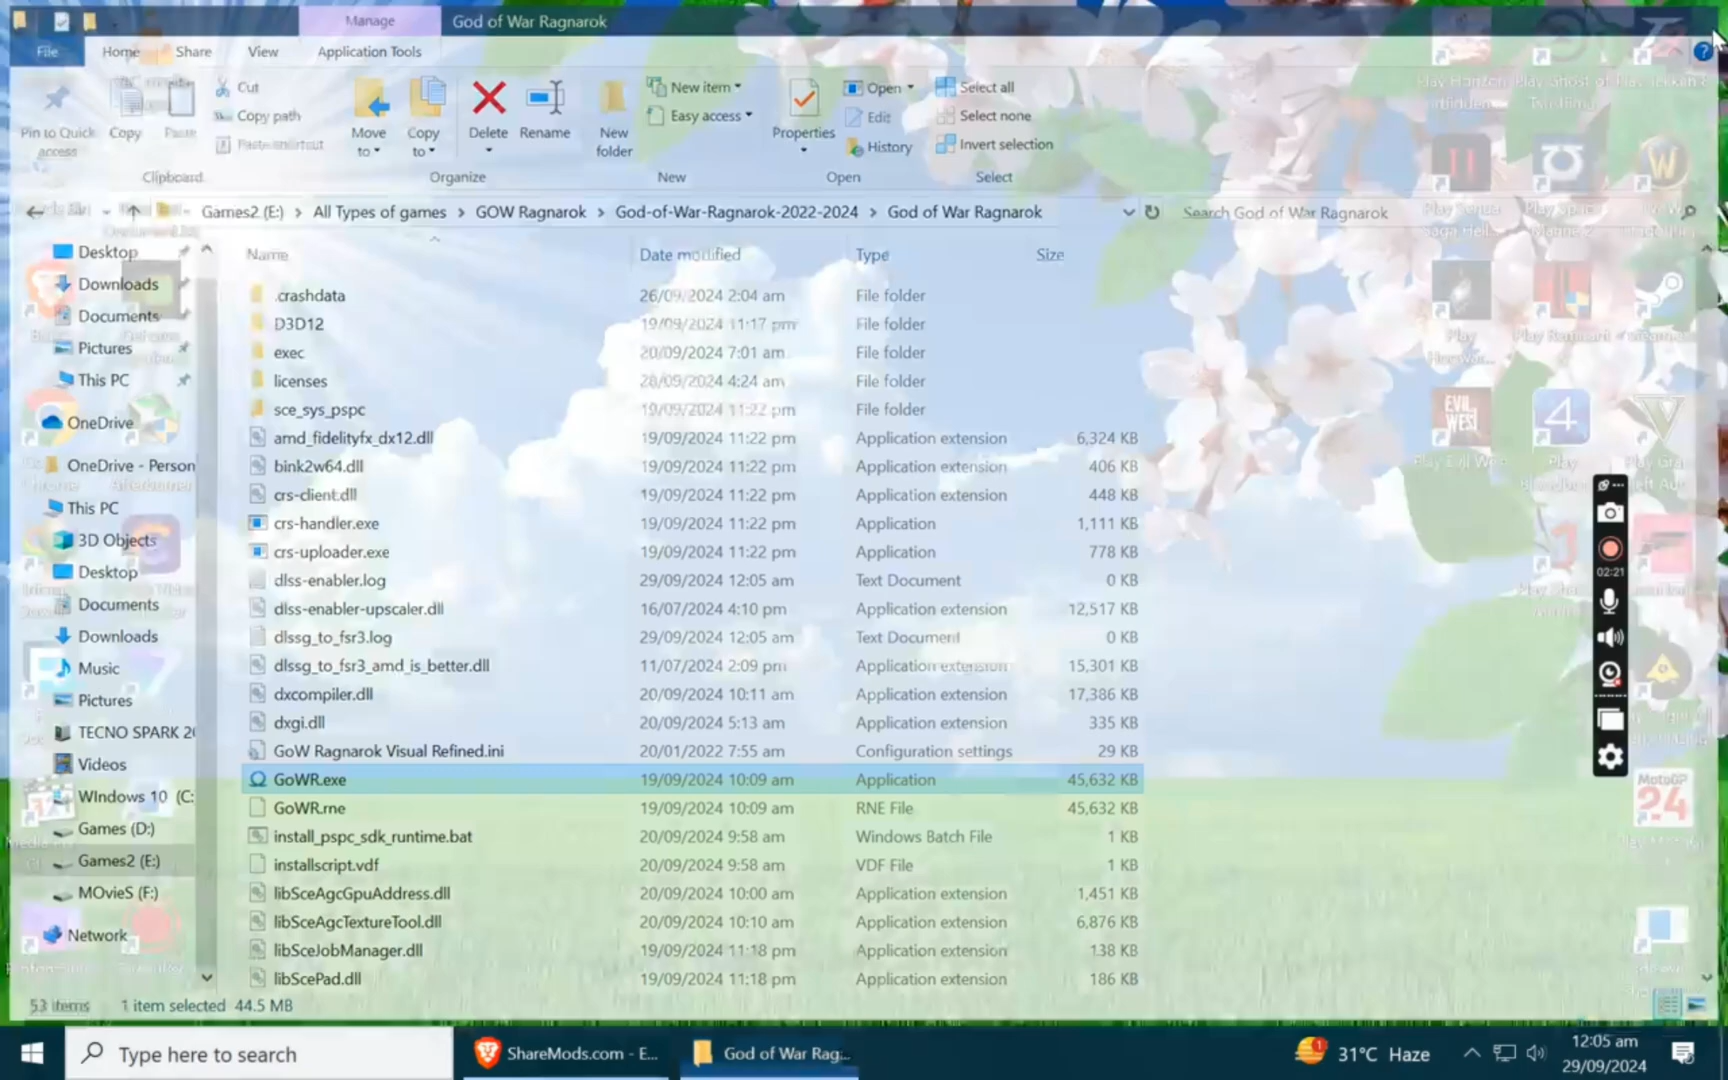 Manage
God of War Ragnarok
File
Home
Share
View
Application Tools
Pin to Quick
access
Copy
Paste
Cut
Copy path
Paste shortcut
Move
to
Copy
to
Delete
Rename
New
folder
New item
Easy access
Properties
Open
Edit
History
Select all
Select none
Invert selection
Clipboard
Organize
New
Open
Select
Games2 (E:) > All Types of games > GOW Ragnarok > God-of-War-Ragnarok-2022-2024 > God of War Ragnarok
Search God of War Ragnarok
Desktop
Downloads
Documents
Pictures
This PC
OneDrive
OneDrive - Person
This PC
3D Objects
Desktop
Documents
Downloads
Music
Pictures
TECNO SPARK 20
Videos
WIndows 10 (C:
Games (D:)
Games2 (E:)
MOvieS (F:)
Network
Name Date modified Type Size
.crashdata 26/09/2024 2:04 am File folder
D3D12 19/09/2024 11:17 pm File folder
exec 20/09/2024 7:01 am File folder
licenses 28/09/2024 4:24 am File folder
sce_sys_pspc 19/09/2024 11:22 pm File folder
amd_fidelityfx_dx12.dll 19/09/2024 11:22 pm Application extension 6,324 KB
bink2w64.dll 19/09/2024 11:22 pm Application extension 406 KB
crs-client.dll 19/09/2024 11:22 pm Application extension 448 KB
crs-handler.exe 19/09/2024 11:22 pm Application 1,111 KB
crs-uploader.exe 19/09/2024 11:22 pm Application 778 KB
dlss-enabler.log 29/09/2024 12:05 am Text Document 0 KB
dlss-enabler-upscaler.dll 16/07/2024 4:10 pm Application extension 12,517 KB
dlssg_to_fsr3.log 29/09/2024 12:05 am Text Document 0 KB
dlssg_to_fsr3_amd_is_better.dll 11/07/2024 2:09 pm Application extension 15,301 KB
dxcompiler.dll 20/09/2024 10:11 am Application extension 17,386 KB
dxgi.dll 20/09/2024 5:13 am Application extension 335 KB
GoW Ragnarok Visual Refined.ini 20/01/2022 7:55 am Configuration settings 29 KB
GoWR.exe 19/09/2024 10:09 am Application 45,632 KB
GoWR.rne 19/09/2024 10:09 am RNE File 45,632 KB
install_pspc_sdk_runtime.bat 20/09/2024 9:58 am Windows Batch File 1 KB
installscript.vdf 20/09/2024 9:58 am VDF File 1 KB
libSceAgcGpuAddress.dll 20/09/2024 10:00 am Application extension 1,451 KB
libSceAgcTextureTool.dll 20/09/2024 10:10 am Application extension 6,876 KB
libSceJobManager.dll 19/09/2024 11:18 pm Application extension 138 KB
libScePad.dll 19/09/2024 11:18 pm Application extension 186 KB
53 items 1 item selected 44.5 MB
EVIL
WEST
4
02:21
MotoGP
24
Type here to search
ShareMods.com - E...
God of War Rag...
1
31°C Haze
12:05 am
29/09/2024